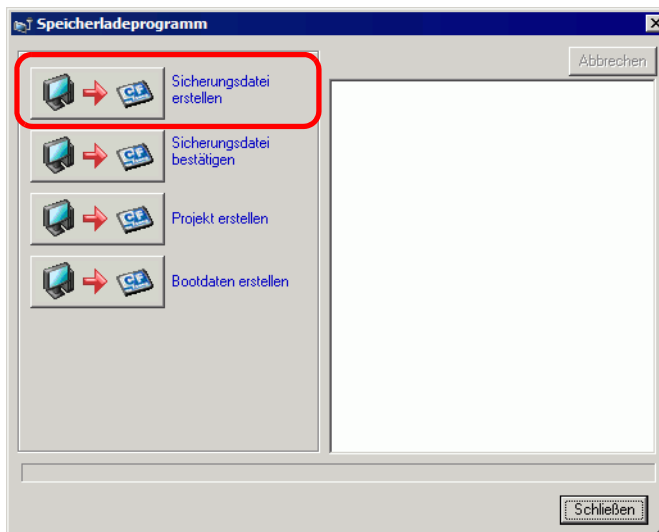 Speicherladeprogramm
Abbrechen
Sicherungsdatei
erstellen
Sicherungsdatei
bestätigen
Projekt erstellen
Bootdaten erstellen
Schließen